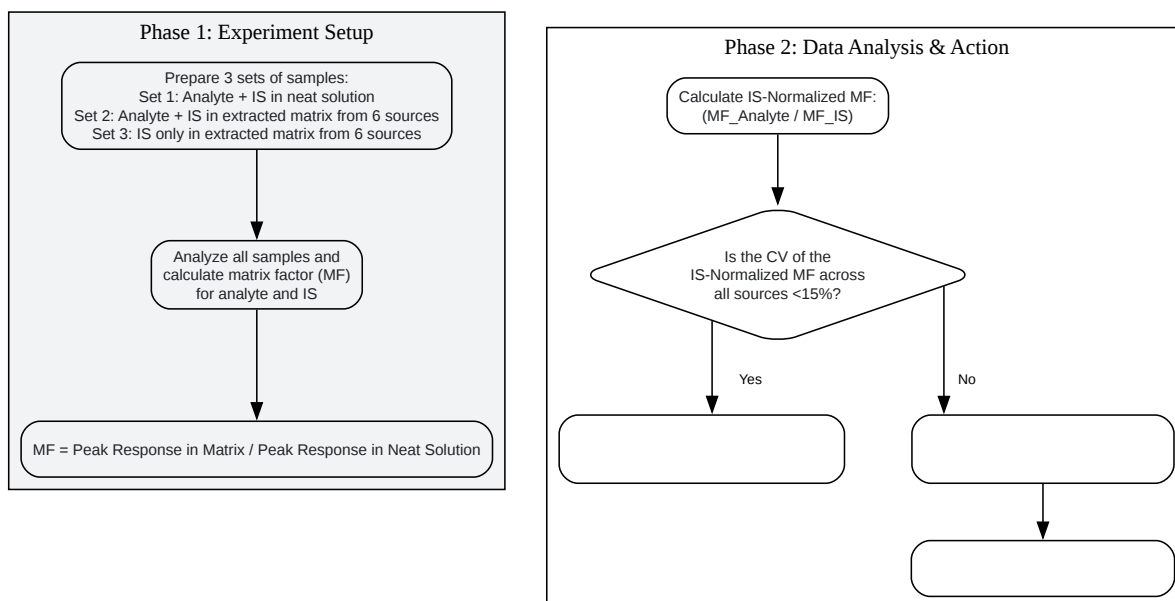 Phase 1: Experiment Setup
Prepare 3 sets of samples:
Set 1: Analyte + IS in neat solution
Set 2: Analyte + IS in extracted matrix from 6 sources
Set 3: IS only in extracted matrix from 6 sources
Analyze all samples and
calculate matrix factor (MF)
for analyte and IS
MF = Peak Response in Matrix / Peak Response in Neat Solution
Phase 2: Data Analysis & Action
Calculate IS-Normalized MF:
(MF_Analyte / MF_IS)
Is the CV of the
IS-Normalized MF across
all sources <15%?
Yes
No